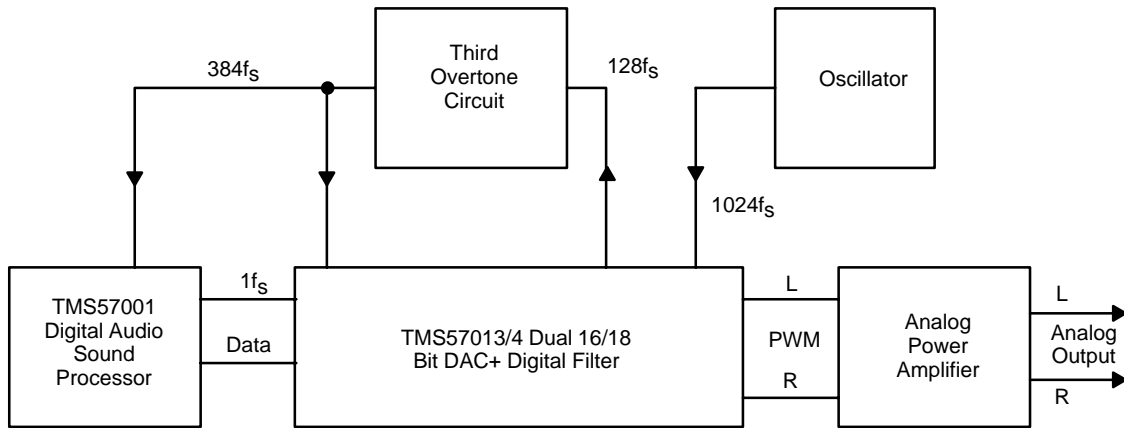 384fs
Third
Overtone
Circuit
128fs
Oscillator
1024fs
TMS57001
Digital Audio
Sound
Processor
1fs
Data
TMS57013/4 Dual 16/18
Bit DAC+ Digital Filter
L
PWM
R
Analog
Power
Amplifier
L
Analog
Output
R